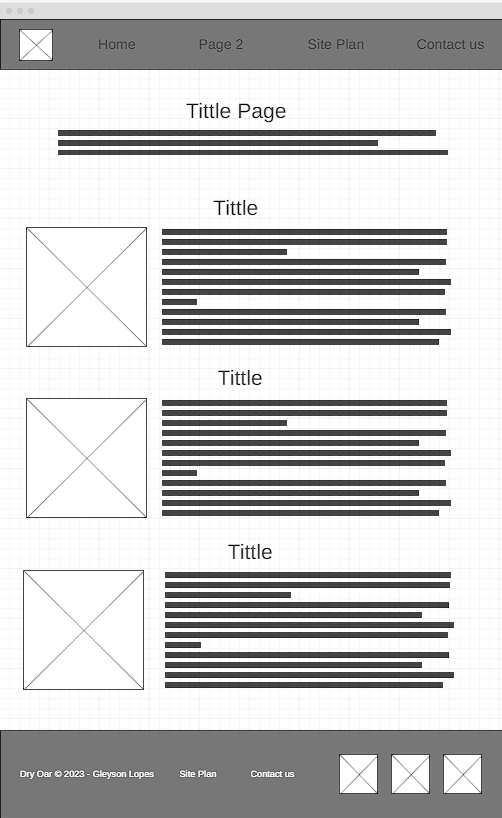 Home Page 2 Site Plan Contact us
Tittle Page
Tittle
Tittle
Tittle
Dry Oar © 2023 - Gleyson Lopes Site Plan Contact us